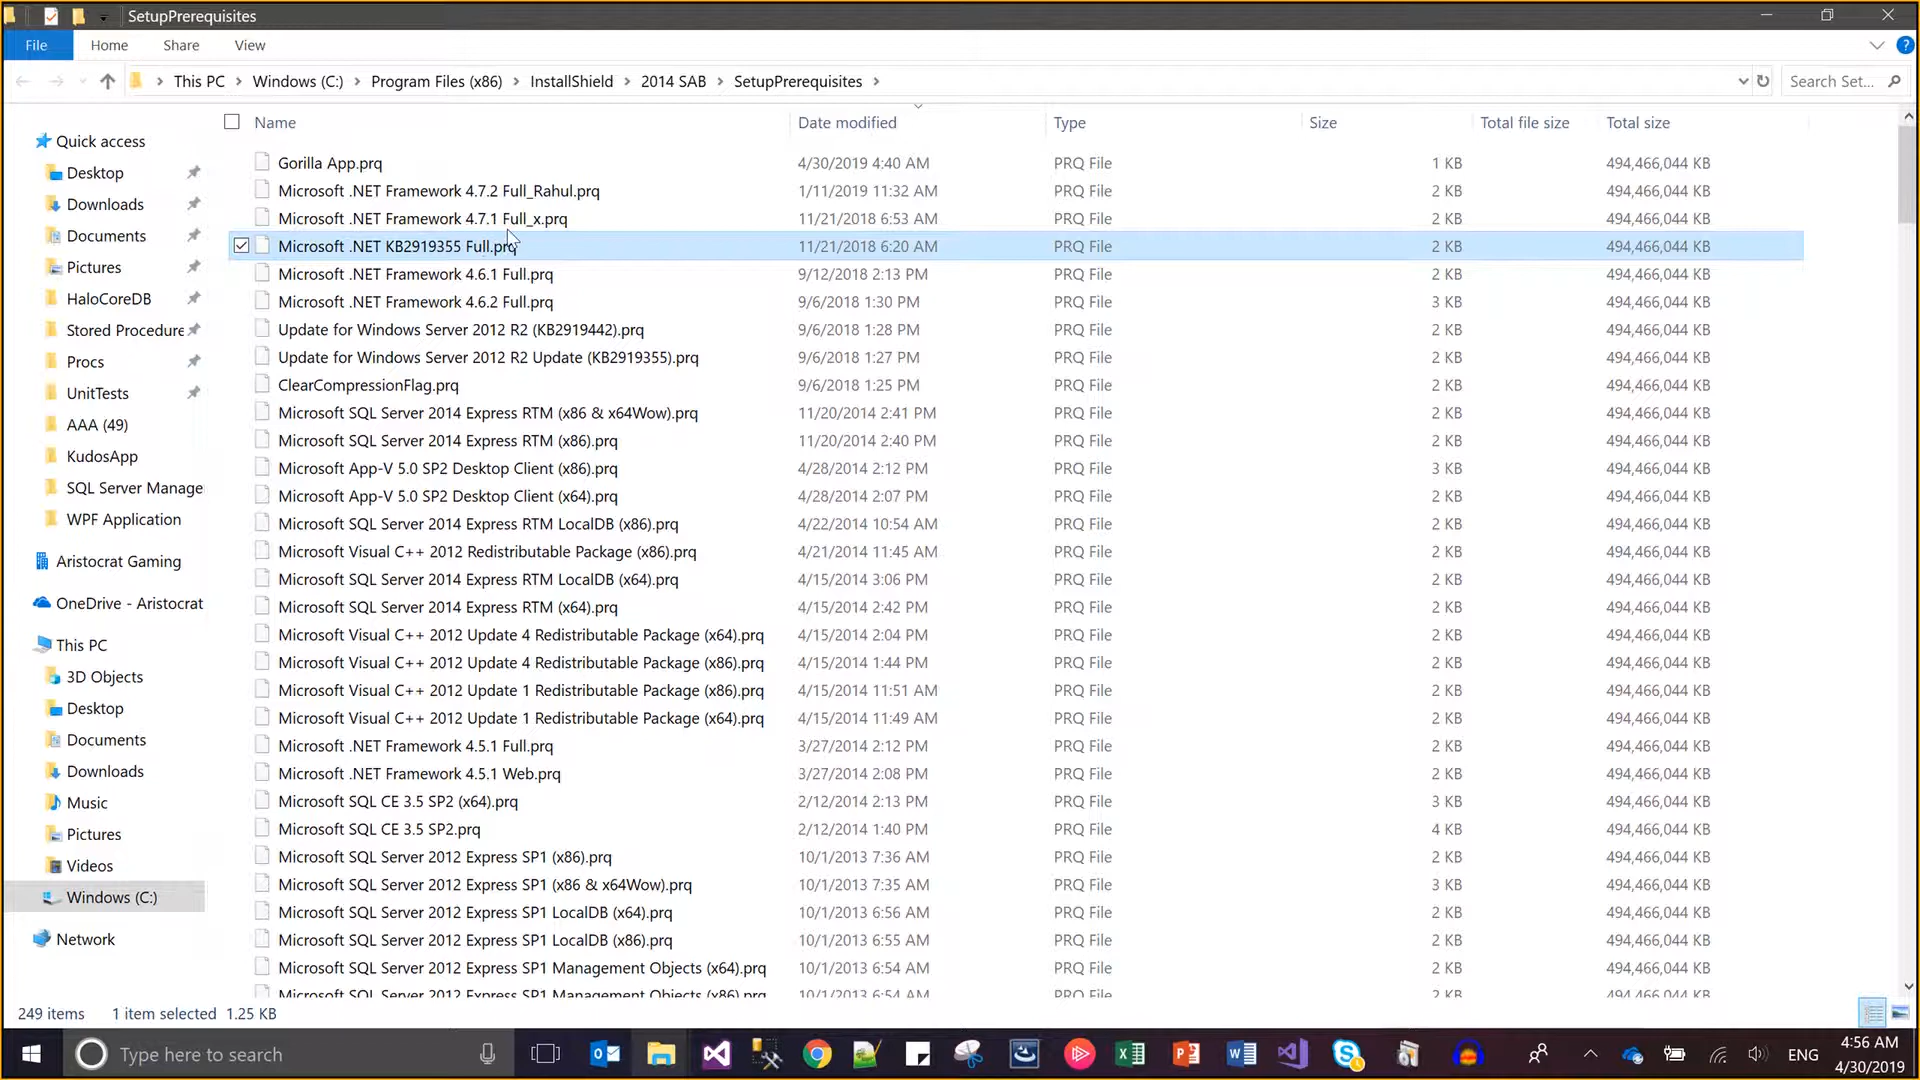 SetupPrerequisites
File Home Share View
This PC Windows (C:) Program Files (x86) InstallShield 2014 SAB SetupPrerequisites Search Set...
Name Date modified Type Size Total file size Total size
Gorilla App.prq 4/30/2019 4:40 AM PRQ File 1 KB 494,466,044 KB
Microsoft .NET Framework 4.7.2 Full_Rahul.prq 1/11/2019 11:32 AM PRQ File 2 KB 494,466,044 KB
Microsoft .NET Framework 4.7.1 Full_x.prq 11/21/2018 6:53 AM PRQ File 2 KB 494,466,044 KB
Microsoft .NET KB2919355 Full.prq 11/21/2018 6:20 AM PRQ File 2 KB 494,466,044 KB
Microsoft .NET Framework 4.6.1 Full.prq 9/12/2018 2:13 PM PRQ File 2 KB 494,466,044 KB
Microsoft .NET Framework 4.6.2 Full.prq 9/6/2018 1:30 PM PRQ File 3 KB 494,466,044 KB
Update for Windows Server 2012 R2 (KB2919442).prq 9/6/2018 1:28 PM PRQ File 2 KB 494,466,044 KB
Update for Windows Server 2012 R2 Update (KB2919355).prq 9/6/2018 1:27 PM PRQ File 2 KB 494,466,044 KB
ClearCompressionFlag.prq 9/6/2018 1:25 PM PRQ File 2 KB 494,466,044 KB
Microsoft SQL Server 2014 Express RTM (x86 & x64Wow).prq 11/20/2014 2:41 PM PRQ File 2 KB 494,466,044 KB
Microsoft SQL Server 2014 Express RTM (x86).prq 11/20/2014 2:40 PM PRQ File 2 KB 494,466,044 KB
Microsoft App-V 5.0 SP2 Desktop Client (x86).prq 4/28/2014 2:12 PM PRQ File 3 KB 494,466,044 KB
Microsoft App-V 5.0 SP2 Desktop Client (x64).prq 4/28/2014 2:07 PM PRQ File 2 KB 494,466,044 KB
Microsoft SQL Server 2014 Express RTM LocalDB (x86).prq 4/22/2014 10:54 AM PRQ File 2 KB 494,466,044 KB
Microsoft Visual C++ 2012 Redistributable Package (x86).prq 4/21/2014 11:45 AM PRQ File 2 KB 494,466,044 KB
Microsoft SQL Server 2014 Express RTM LocalDB (x64).prq 4/15/2014 3:06 PM PRQ File 2 KB 494,466,044 KB
Microsoft SQL Server 2014 Express RTM (x64).prq 4/15/2014 2:42 PM PRQ File 2 KB 494,466,044 KB
Microsoft Visual C++ 2012 Update 4 Redistributable Package (x64).prq 4/15/2014 2:04 PM PRQ File 2 KB 494,466,044 KB
Microsoft Visual C++ 2012 Update 4 Redistributable Package (x86).prq 4/15/2014 1:44 PM PRQ File 2 KB 494,466,044 KB
Microsoft Visual C++ 2012 Update 1 Redistributable Package (x86).prq 4/15/2014 11:51 AM PRQ File 2 KB 494,466,044 KB
Microsoft Visual C++ 2012 Update 1 Redistributable Package (x64).prq 4/15/2014 11:49 AM PRQ File 2 KB 494,466,044 KB
Microsoft .NET Framework 4.5.1 Full.prq 3/27/2014 2:12 PM PRQ File 2 KB 494,466,044 KB
Microsoft .NET Framework 4.5.1 Web.prq 3/27/2014 2:08 PM PRQ File 2 KB 494,466,044 KB
Microsoft SQL CE 3.5 SP2 (x64).prq 2/12/2014 2:13 PM PRQ File 3 KB 494,466,044 KB
Microsoft SQL CE 3.5 SP2.prq 2/12/2014 1:40 PM PRQ File 4 KB 494,466,044 KB
Microsoft SQL Server 2012 Express SP1 (x86).prq 10/1/2013 7:36 AM PRQ File 2 KB 494,466,044 KB
Microsoft SQL Server 2012 Express SP1 (x86 & x64Wow).prq 10/1/2013 7:35 AM PRQ File 3 KB 494,466,044 KB
Microsoft SQL Server 2012 Express SP1 LocalDB (x64).prq 10/1/2013 6:56 AM PRQ File 2 KB 494,466,044 KB
Microsoft SQL Server 2012 Express SP1 LocalDB (x86).prq 10/1/2013 6:55 AM PRQ File 2 KB 494,466,044 KB
Microsoft SQL Server 2012 Express SP1 Management Objects (x64).prq 10/1/2013 6:54 AM PRQ File 2 KB 494,466,044 KB
Microsoft SQL Server 2012 Express SP1 Management Objects (x86).prq 10/1/2013 6:54 AM PRQ File 2 KB 494,466,044 KB
Quick access
Desktop
Downloads
Documents
Pictures
HaloCoreDB
Stored Procedure
Procs
UnitTests
AAA (49)
KudosApp
SQL Server Manage
WPF Application
Aristocrat Gaming
OneDrive - Aristocrat
This PC
3D Objects
Desktop
Documents
Downloads
Music
Pictures
Videos
Windows (C:)
Network
249 items 1 item selected 1.25 KB
Type here to search
ENG
4:56 AM
4/30/2019